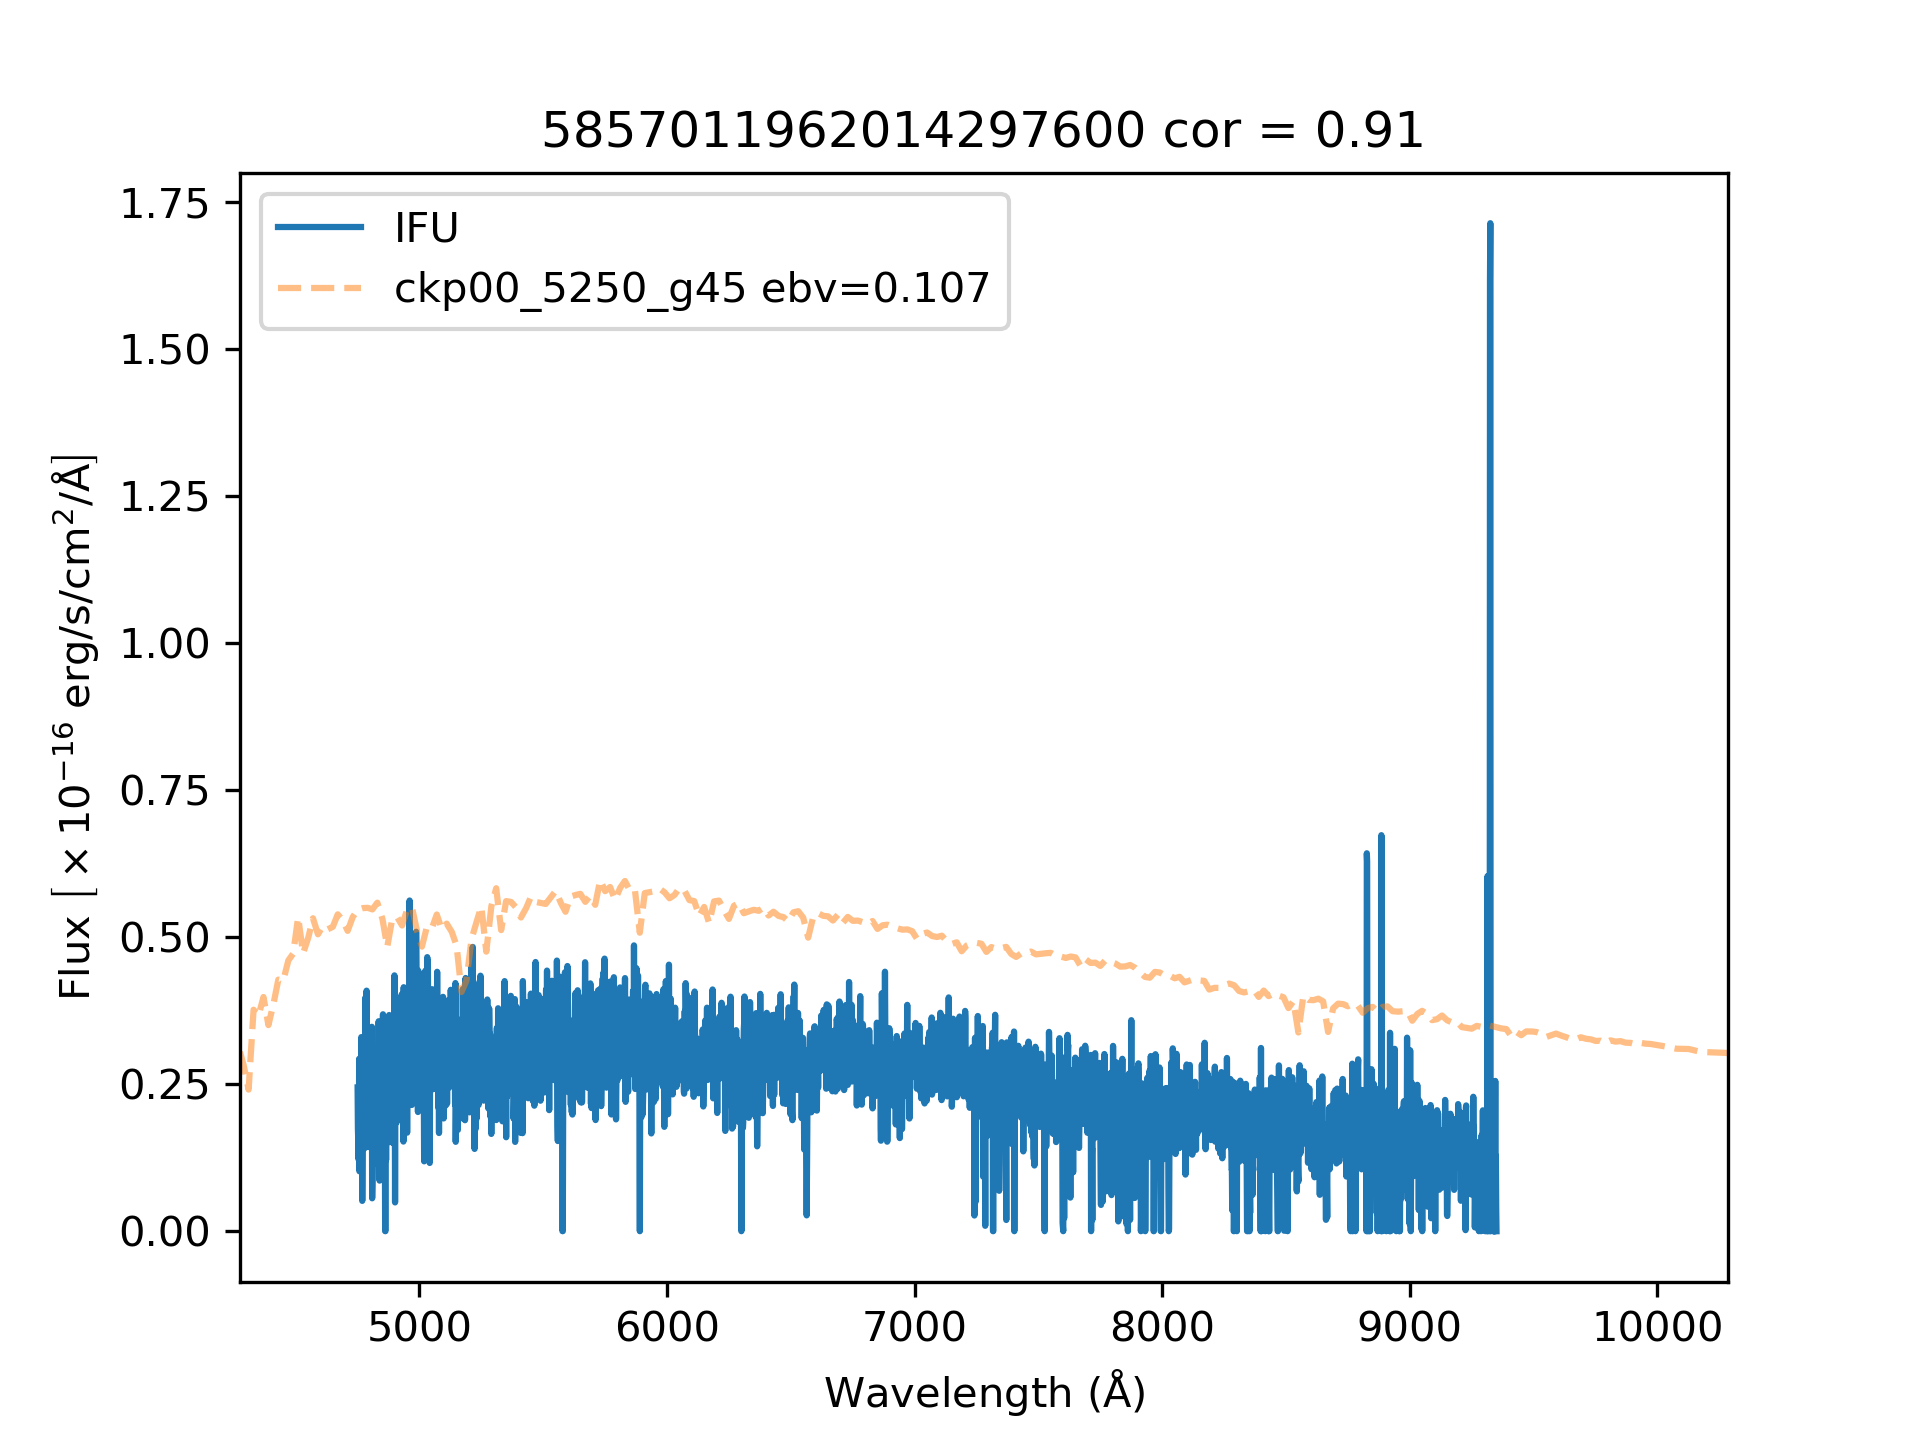 5857011962014297600 cor = 0.91
IFU
ckp00_5250_g45 ebv=0.107
1.75
1.50
1.25
1.00
0.75
0.50
0.25
0.00
Flux [×10⁻¹⁶ erg/s/cm²/Å]
5000 6000 7000 8000 9000 10000
Wavelength (Å)